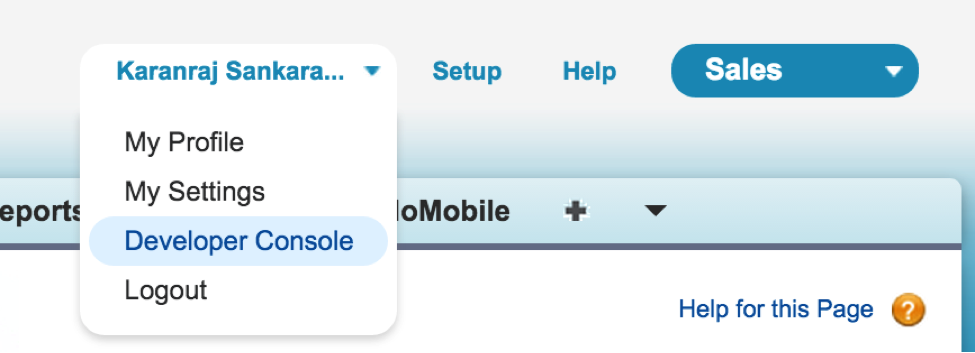 Karanraj Sankara... Setup Help Sales
My Profile
My Settings
eports loMobile
Developer Console
Logout
Help for this Page ?